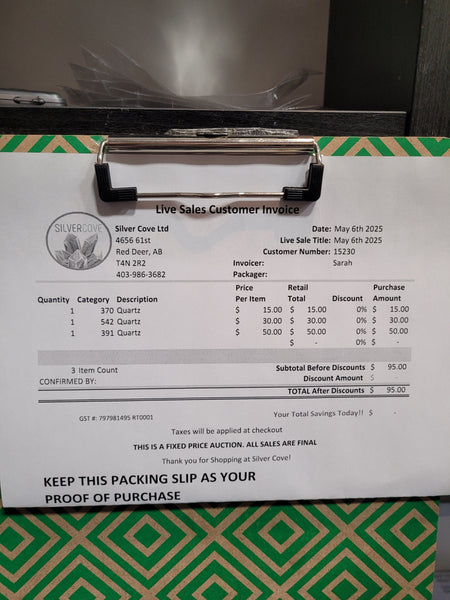 Live Sales Customer Invoice
SILVERCOVE
Silver Cove Ltd Date: May 6th 2025
4656 61st Live Sale Title: May 6th 2025
Red Deer, AB Customer Number: 15230
T4N 2R2 Invoicer: Sarah
403-986-3682 Packager:
Quantity Category Description Price Per Item Retail Total Discount Purchase Amount
1 370 Quartz $ 15.00 $ 15.00 0% $ 15.00
1 542 Quartz $ 30.00 $ 30.00 0% $ 30.00
1 391 Quartz $ 50.00 $ 50.00 0% $ 50.00
$ - 0% $ -
3 Item Count Subtotal Before Discounts $ 95.00
CONFIRMED BY: Discount Amount $ -
TOTAL After Discounts $ 95.00
GST #: 797981495 RT0001 Your Total Savings Today!! $ -
Taxes will be applied at checkout
THIS IS A FIXED PRICE AUCTION. ALL SALES ARE FINAL
Thank you for Shopping at Silver Cove!
KEEP THIS PACKING SLIP AS YOUR
PROOF OF PURCHASE